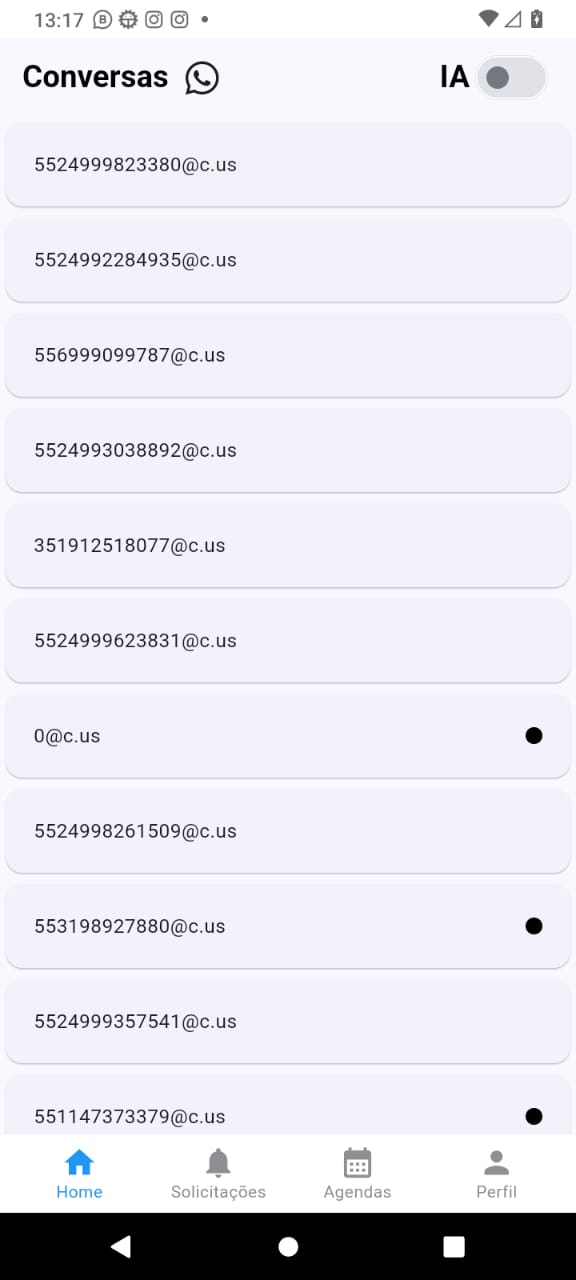 13:17
Conversas
IA
5524999823380@c.us
5524992284935@c.us
556999099787@c.us
5524993038892@c.us
351912518077@c.us
5524999623831@c.us
0@c.us
5524998261509@c.us
553198927880@c.us
5524999357541@c.us
551147373379@c.us
Home Solicitações Agendas Perfil